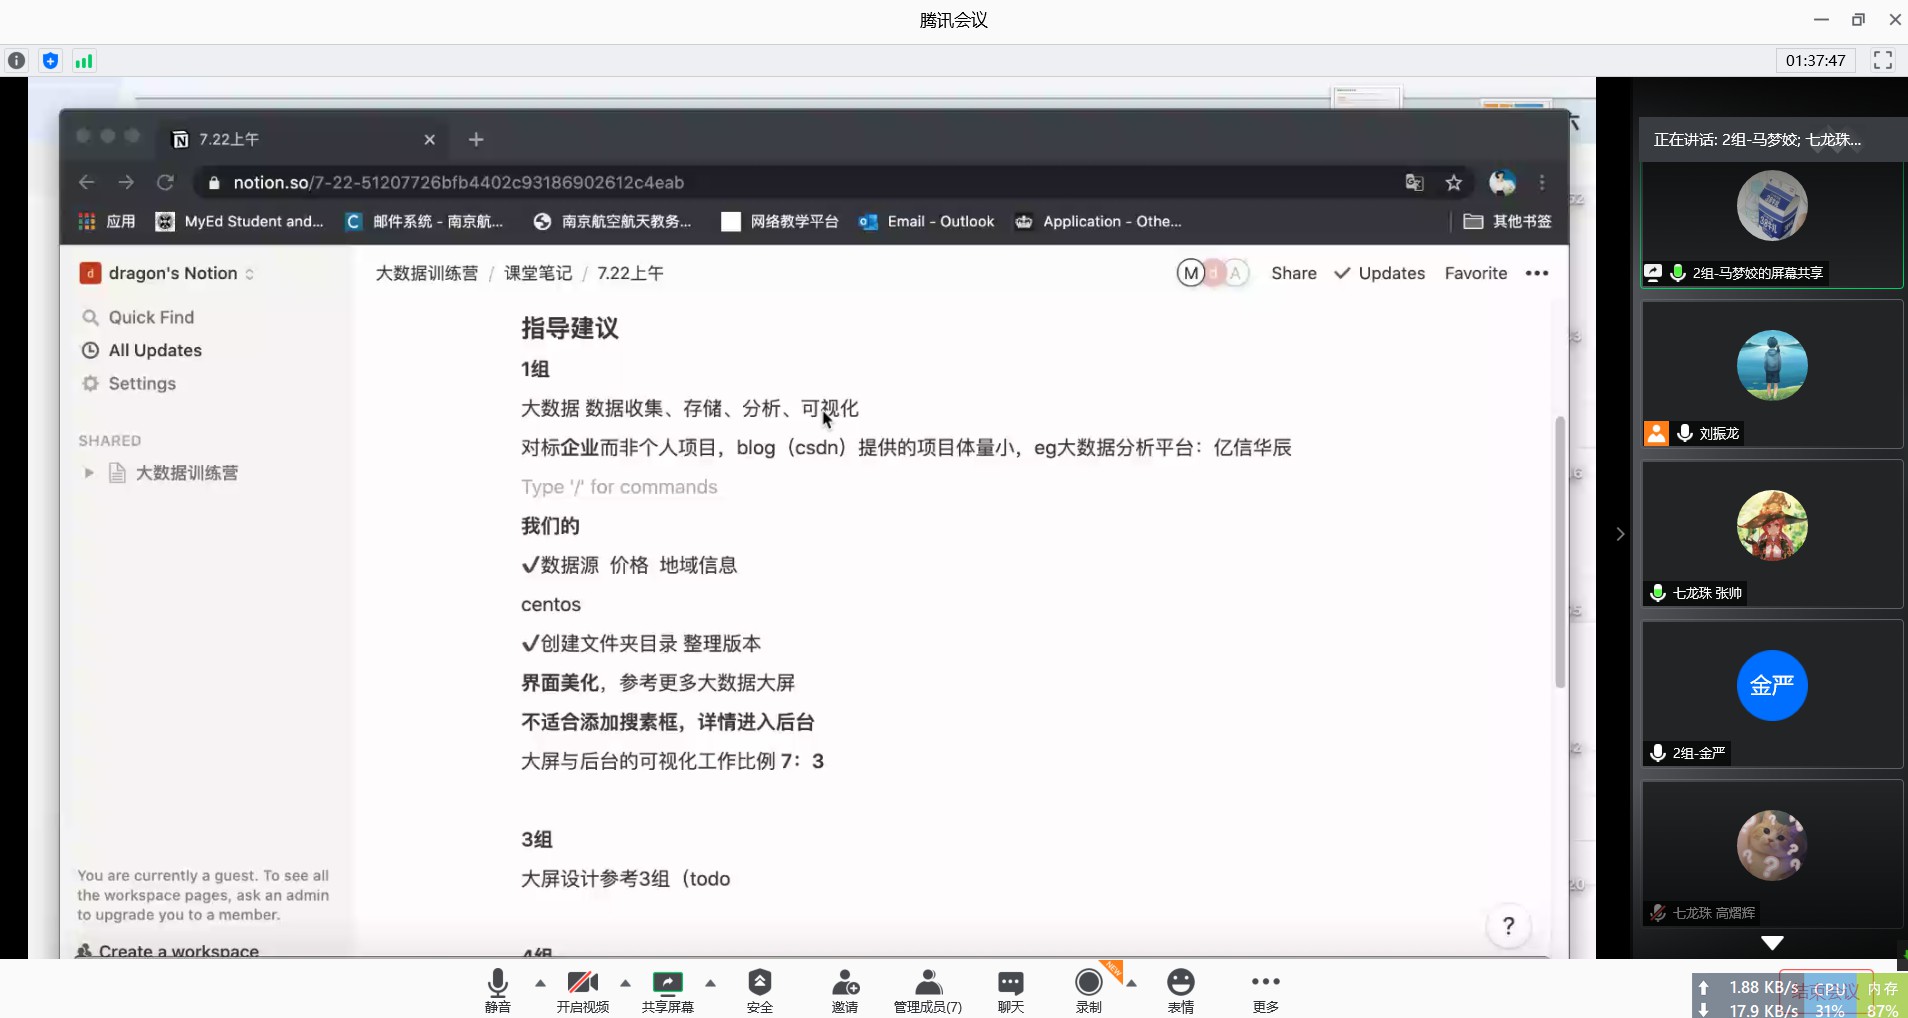 腾讯会议
01:37:47
7.22上午
notion.so/7-22-51207726bfb4402c93186902612c4eab
应用 MyEd Student and... 邮件系统 - 南京航... 南京航空航天教务... 网络教学平台 Email - Outlook Application - Othe... 其他书签
dragon's Notion
大数据训练营 / 课堂笔记 / 7.22上午
M d A Share Updates Favorite
Quick Find
All Updates
Settings
SHARED
大数据训练营
You are currently a guest. To see all
the workspace pages, ask an admin
to upgrade you to a member.
Create a workspace
指导建议
1组
大数据 数据收集、存储、分析、可视化
对标企业而非个人项目，blog（csdn）提供的项目体量小，eg大数据分析平台：亿信华辰
Type '/' for commands
我们的
✓数据源 价格 地域信息
centos
✓创建文件夹目录 整理版本
界面美化，参考更多大数据大屏
不适合添加搜素框，详情进入后台
大屏与后台的可视化工作比例 7：3
3组
大屏设计参考3组（todo
4组
?
正在讲话: 2组-马梦姣; 七龙珠...
2组-马梦姣的屏幕共享
刘振龙
七龙珠 张帅
金严
2组-金严
七龙珠 高熠辉
静音 开启视频 共享屏幕 安全 邀请 管理成员(7) 聊天 录制 NEW 表情 更多
结束会议
1.88 KB/s CPU 内存
17.9 KB/s 31% 87%